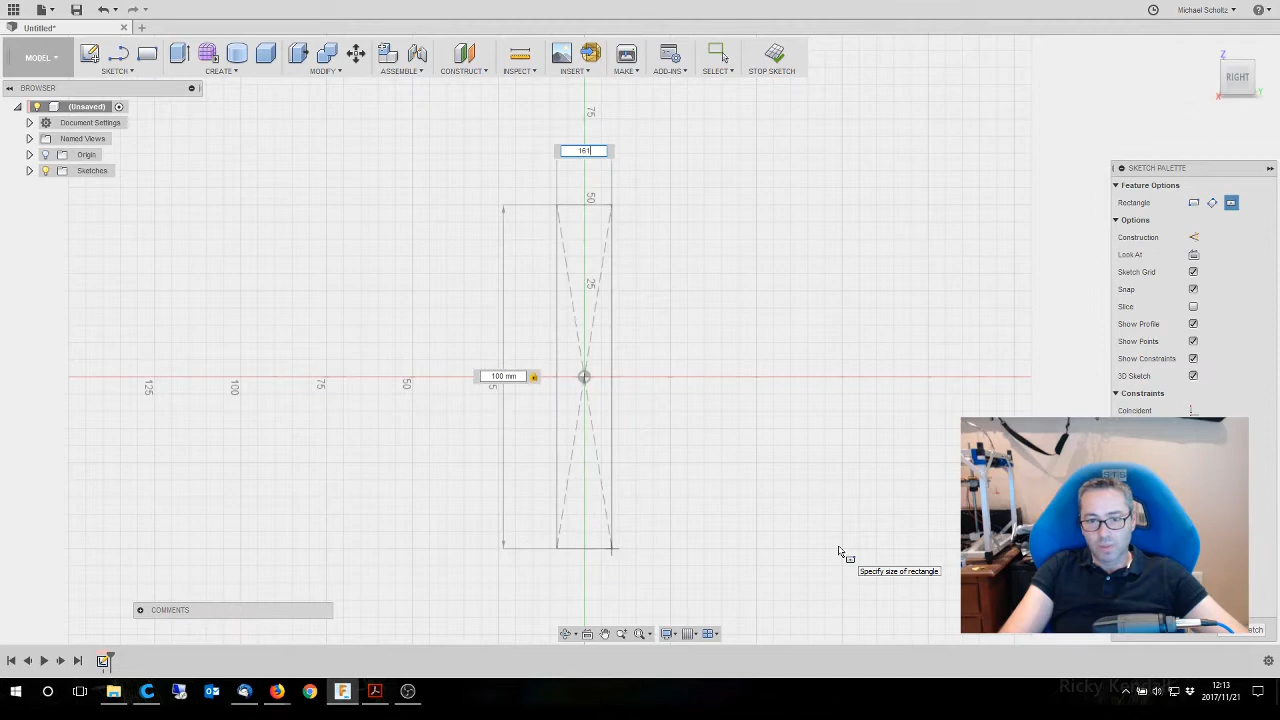 Michael Scholtz
Untitled*
MODEL
SKETCH
CREATE
MODIFY
ASSEMBLE
CONSTRUCT
INSPECT
INSERT
MAKE
ADD-INS
SELECT
STOP SKETCH
BROWSER
(Unsaved)
Document Settings
Named Views
Origin
Sketches
Z
RIGHT
X
Y
75
161
50
25
100 mm
125
100
75
50
SKETCH PALETTE
Feature Options
Rectangle
Options
Construction
Look At
Sketch Grid
Snap
Slice
Show Profile
Show Points
Show Constraints
3D Sketch
Constraints
Coincident
Specify size of rectangle
COMMENTS
Ricky Kandalt
12:13
2017/11/21